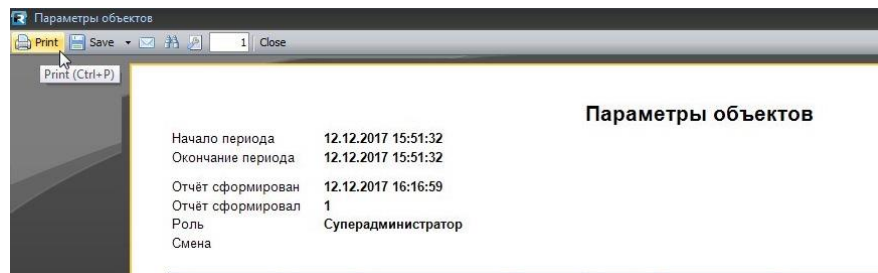 Параметры объектов
Print Save 1 Close
Print (Ctrl+P)
Параметры объектов
Начало периода 12.12.2017 15:51:32
Окончание периода 12.12.2017 15:51:32
Отчёт сформирован 12.12.2017 16:16:59
Отчёт сформировал 1
Роль Суперадминистратор
Смена